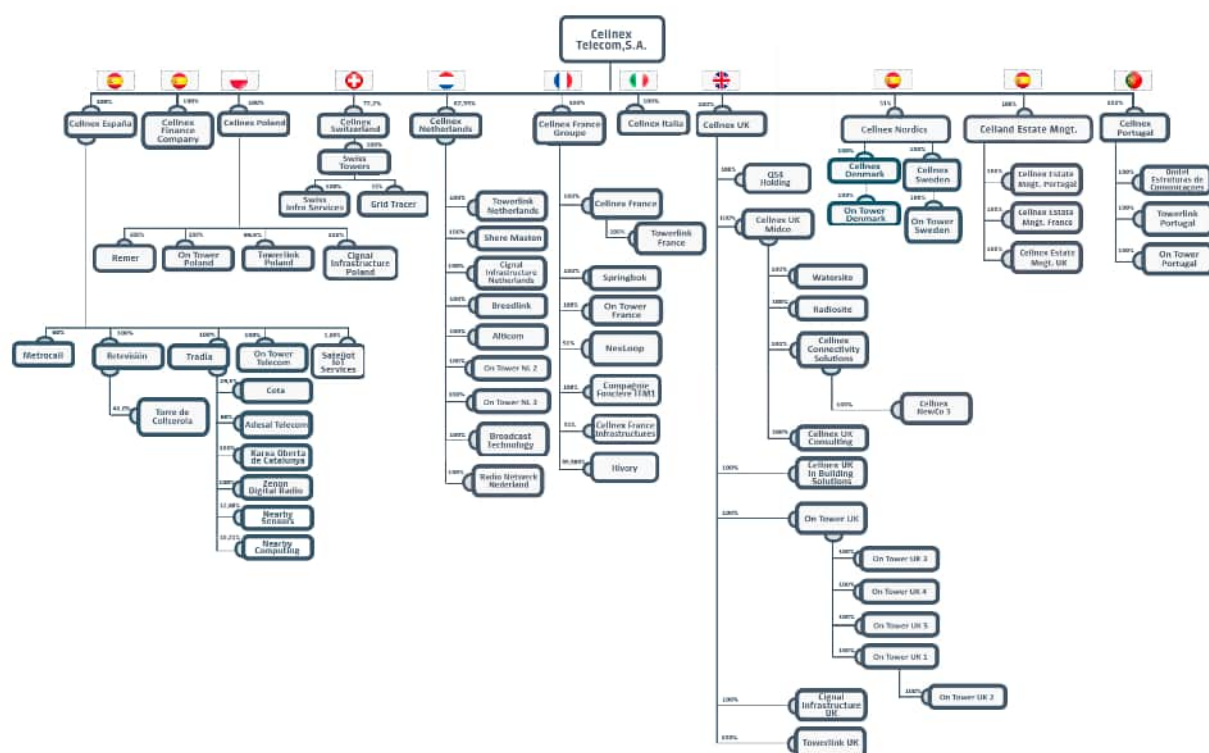 Cellnex
Telecom,S.A.
100%
100%
100%
72,2%
100%
100%
51%
100%
Cellnex España
Cellnex
Finance
Company
Cellnex Poland
Cellnex
Switzerland
Cellnex
Netherlands
Cellnex France
Groupe
Cellnex Italia
Cellnex UK
Cellnex Nordics
Celland Estate Mngt.
Cellnex
Portugal
100%
Swiss
Towers
100%
Swiss
Infra Services
Grid Tracer
100%
Cellnex
Denmark
Cellnex
Sweden
100%
On Tower
Denmark
100%
On Tower
Sweden
100%
Cellnex Estate
Mngt. Portugal
100%
Cellnex Estate
Mngt. France
100%
Cellnex Estate
Mngt. UK
Omtel
Estruturas de
Comunicações
100%
Towerlink
Portugal
100%
On Tower
Portugal
Remer
100%
On Tower
Poland
Towerlink
Poland
Cignal
Infrastructure
Poland
Metrocall
100%
Retevisión
100%
Tradia
100%
On Tower
Telecom
Sateliot
IoT
Services
Torre de
Collserola
Cota
Adesal Telecom
Xarxa Oberta
de Catalunya
100%
Zenon
Digital Radio
Nearby
Sensors
Nearby
Computing
100%
Towerlink
Netherlands
100%
Shere Masten
100%
Cignal
Infrastructure
Netherlands
100%
Breedlink
100%
Alticom
100%
On Tower NL 2
100%
On Tower NL 3
100%
Broadcast
Technology
100%
Radio Netwerk
Nederland
100%
Cellnex France
100%
Towerlink
France
100%
Springbok
100%
On Tower
France
51%
NexLoop
100%
Compagnie
Foncière ITM1
51%
Cellnex France
Infrastructures
Hivory
100%
QS4
Holding
100%
Cellnex UK
Midco
100%
Watersite
100%
Radiosite
100%
Cellnex
Connectivity
Solutions
100%
Cellnex
NewCo 1
100%
Cellnex UK
Consulting
100%
Cellnex UK
In Building
Solutions
100%
On Tower UK
100%
On Tower UK 3
100%
On Tower UK 4
100%
On Tower UK 5
100%
On Tower UK 1
100%
On Tower UK 2
100%
Cignal
Infrastructure
UK
100%
Towerlink UK